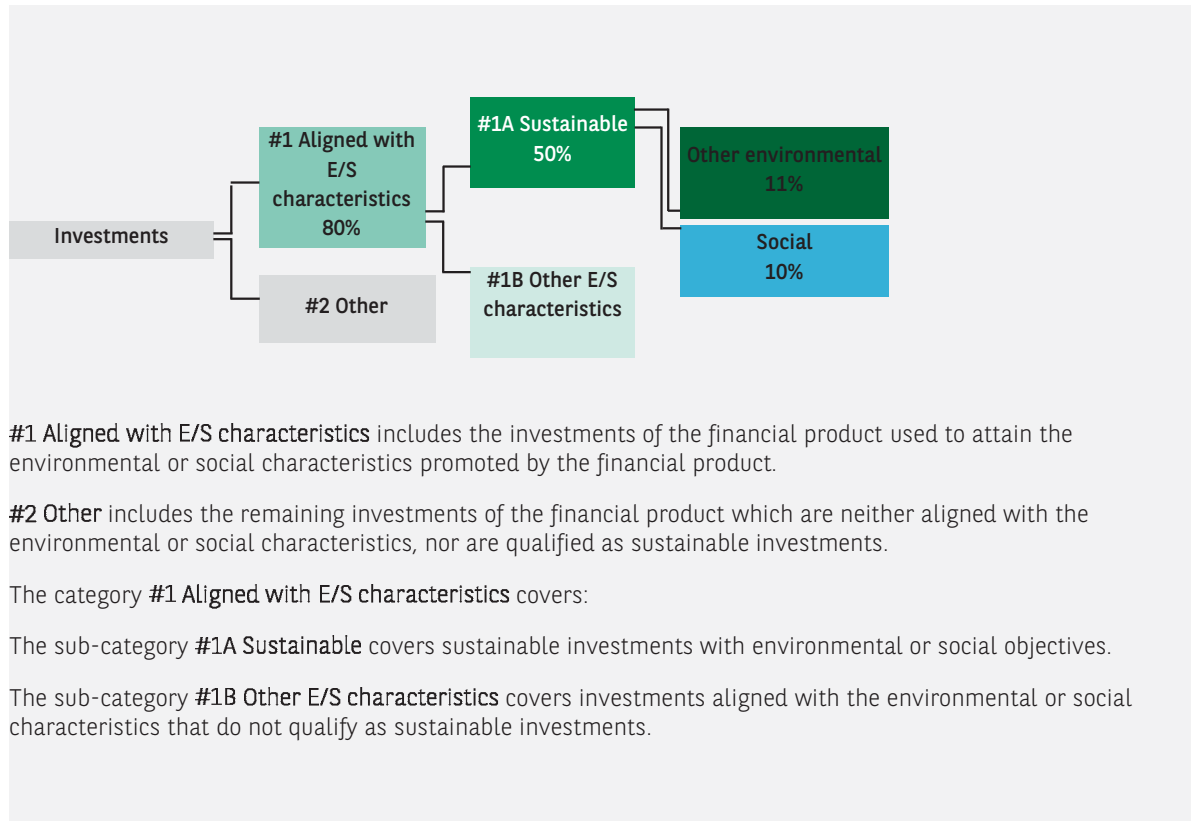 Investments
#1 Aligned with
E/S
characteristics
80%
#2 Other
#1A Sustainable
50%
#1B Other E/S
characteristics
Other environmental
11%
Social
10%
#1 Aligned with E/S characteristics includes the investments of the financial product used to attain the
environmental or social characteristics promoted by the financial product.
#2 Other includes the remaining investments of the financial product which are neither aligned with the
environmental or social characteristics, nor are qualified as sustainable investments.
The category #1 Aligned with E/S characteristics covers:
The sub-category #1A Sustainable covers sustainable investments with environmental or social objectives.
The sub-category #1B Other E/S characteristics covers investments aligned with the environmental or social
characteristics that do not qualify as sustainable investments.